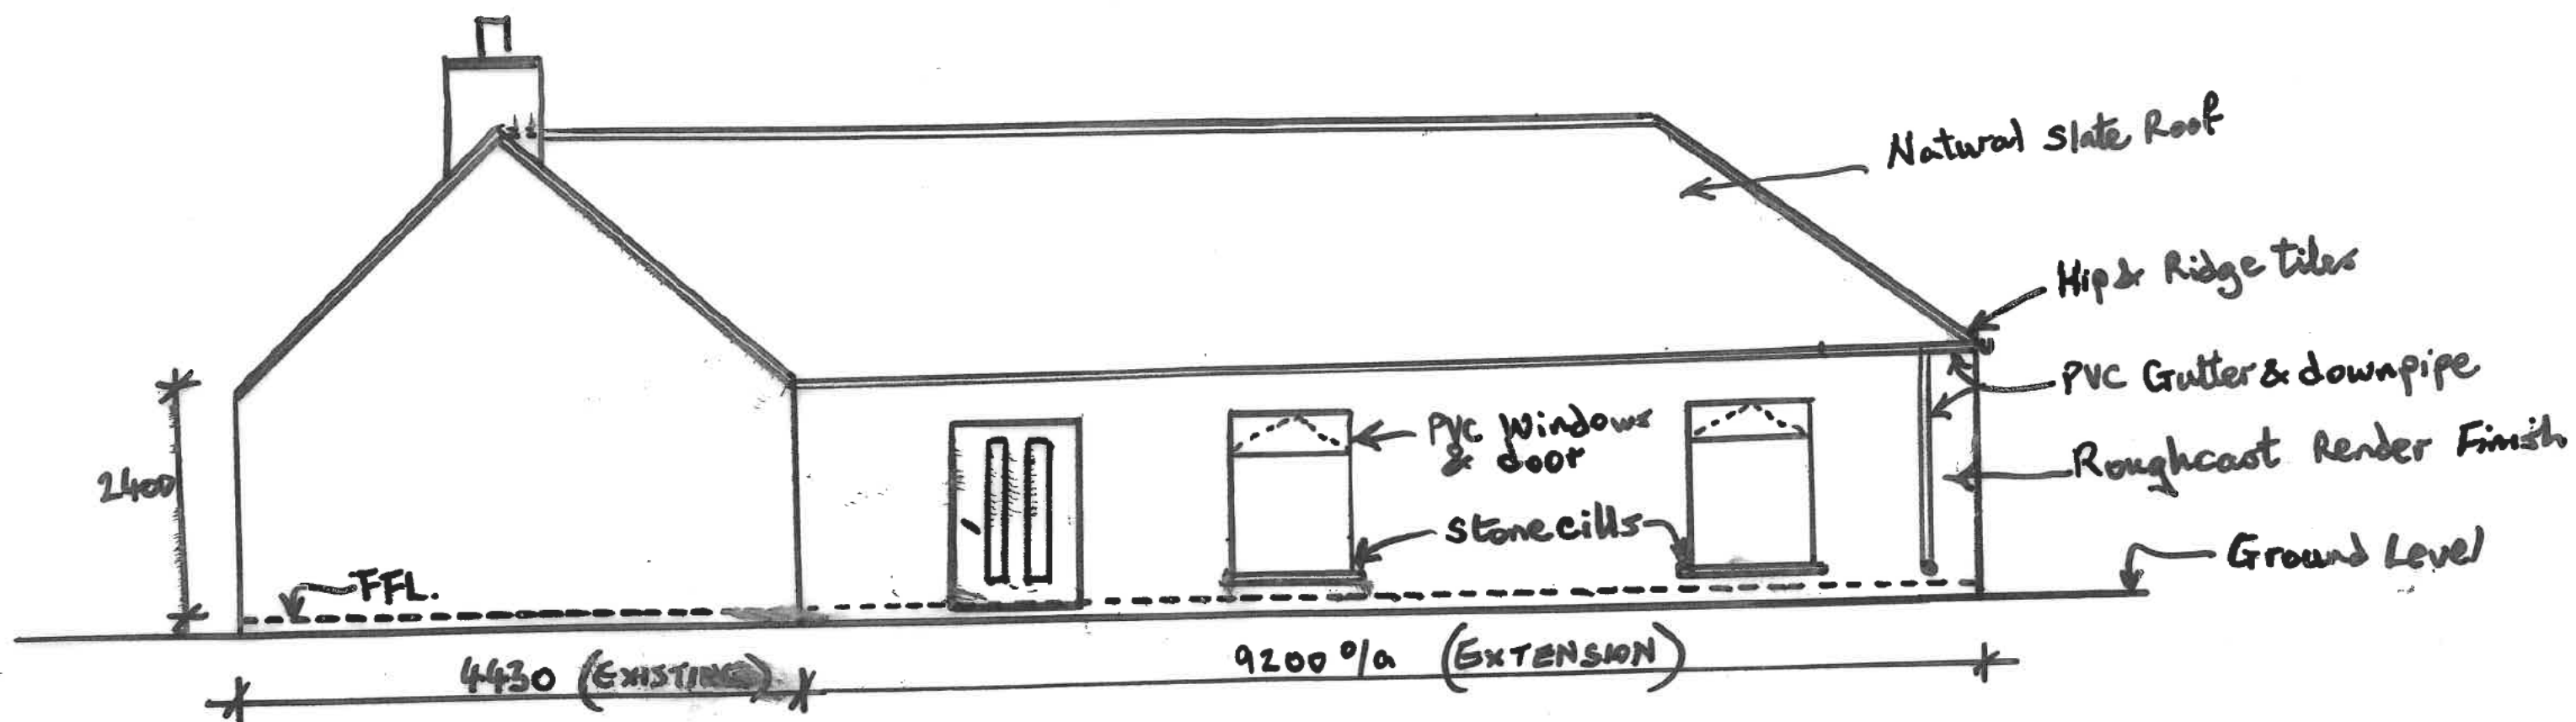 Natural Slate Roof
Hip & Ridge tiles
PVC Gutter & downpipe
PVC Windows
& door
Roughcast Render Finish
2400
Stone cills
Ground Level
FFL.
4430 (EXISTING)
9200 o/a (EXTENSION)